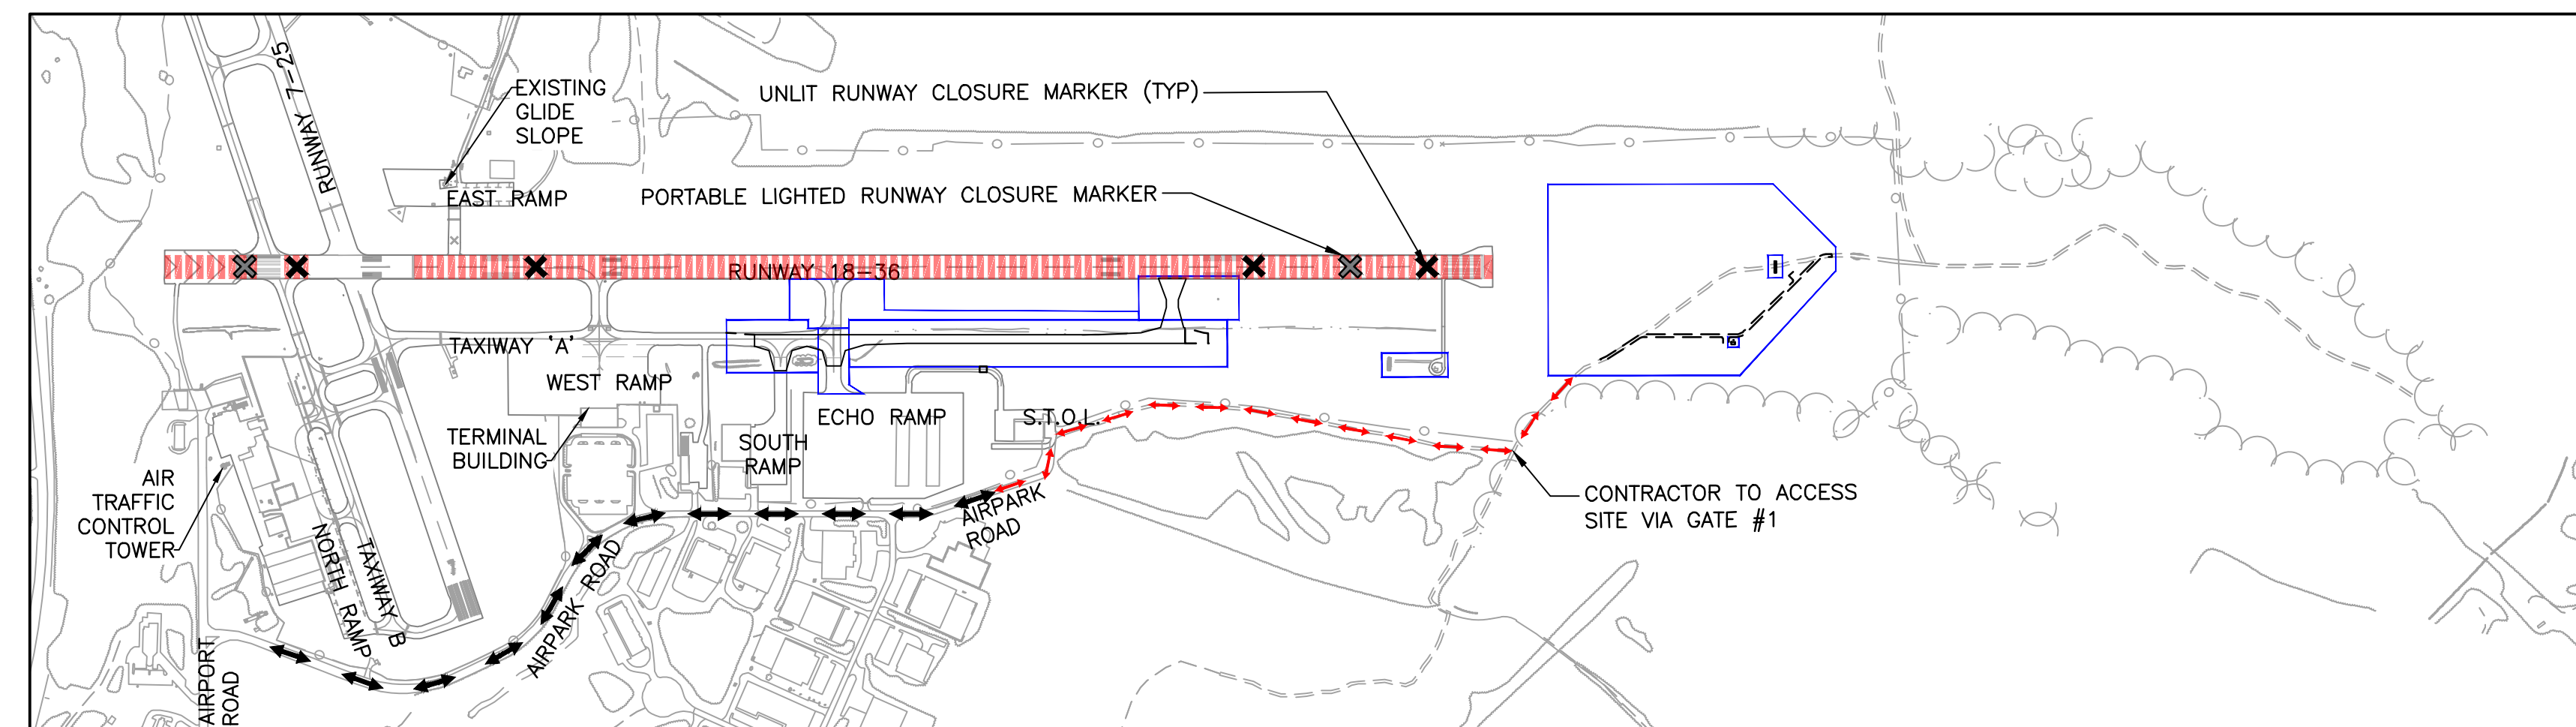 RUNWAY 7-25
EXISTING
GLIDE
SLOPE
UNLIT RUNWAY CLOSURE MARKER (TYP)
EAST RAMP
PORTABLE LIGHTED RUNWAY CLOSURE MARKER
RUNWAY 18-36
TAXIWAY 'A'
WEST RAMP
TERMINAL
BUILDING
SOUTH
RAMP
ECHO RAMP
S.T.O.L.
AIR
TRAFFIC
CONTROL
TOWER
NORTH RAMP
TAXIWAY B
AIRPARK ROAD
AIRPARK
ROAD
CONTRACTOR TO ACCESS
SITE VIA GATE #1
AIRPORT
ROAD